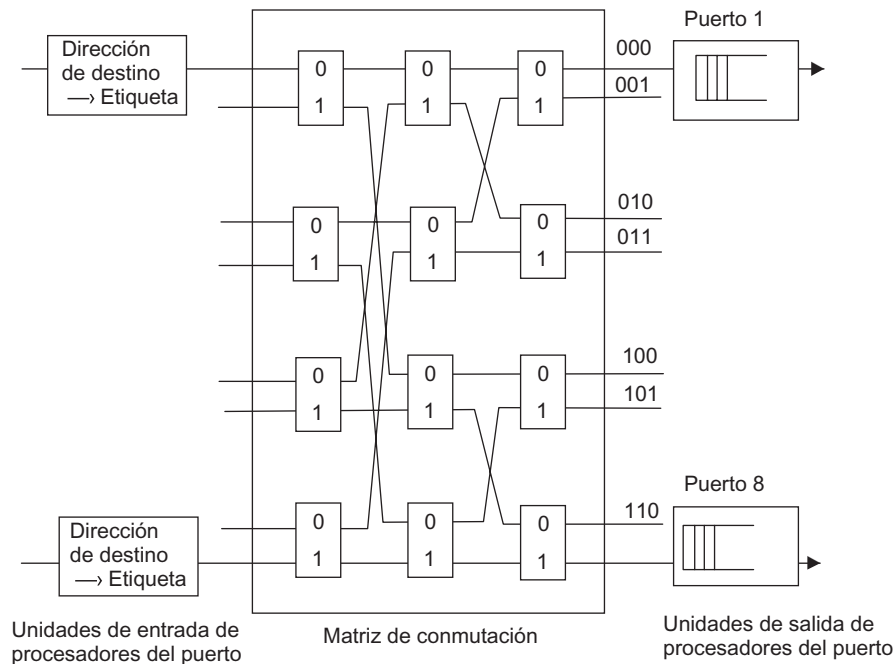 Puerto 1
Dirección
de destino
→ Etiqueta
000
001
0
1
0
1
0
1
010
011
0
1
0
1
0
1
100
101
0
1
0
1
0
1
Puerto 8
110
Dirección
de destino
→ Etiqueta
0
1
0
1
0
1
Unidades de entrada de
procesadores del puerto
Matriz de conmutación
Unidades de salida de
procesadores del puerto